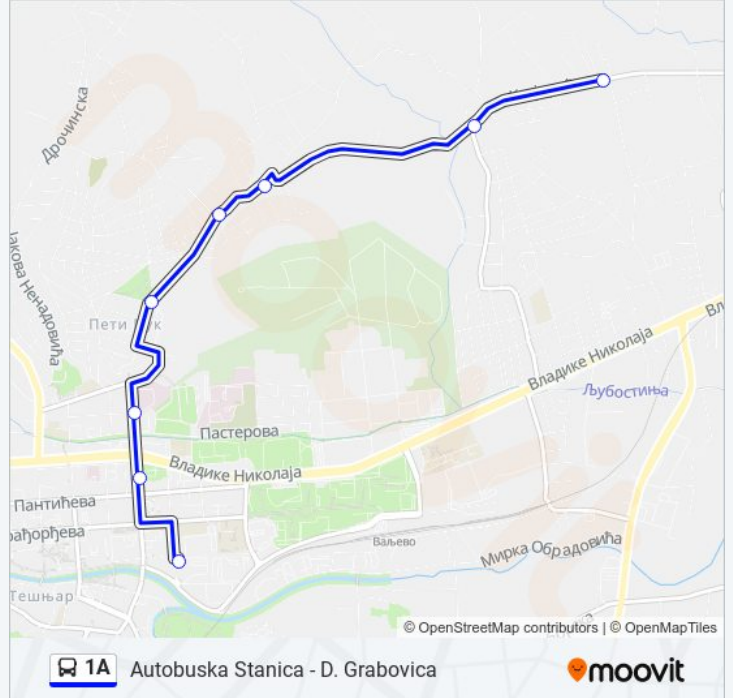 Дрочинска
Јакова Ненадовића
Пети
Владике Николаја
Љубостиња
Пастерова
Владике Николаја
Пантићева
Ваљево
Мирка Обрадовића
Тешњар
© OpenStreetMap contributors | © OpenMapTiles
1A Autobuska Stanica - D. Grabovica
moovit